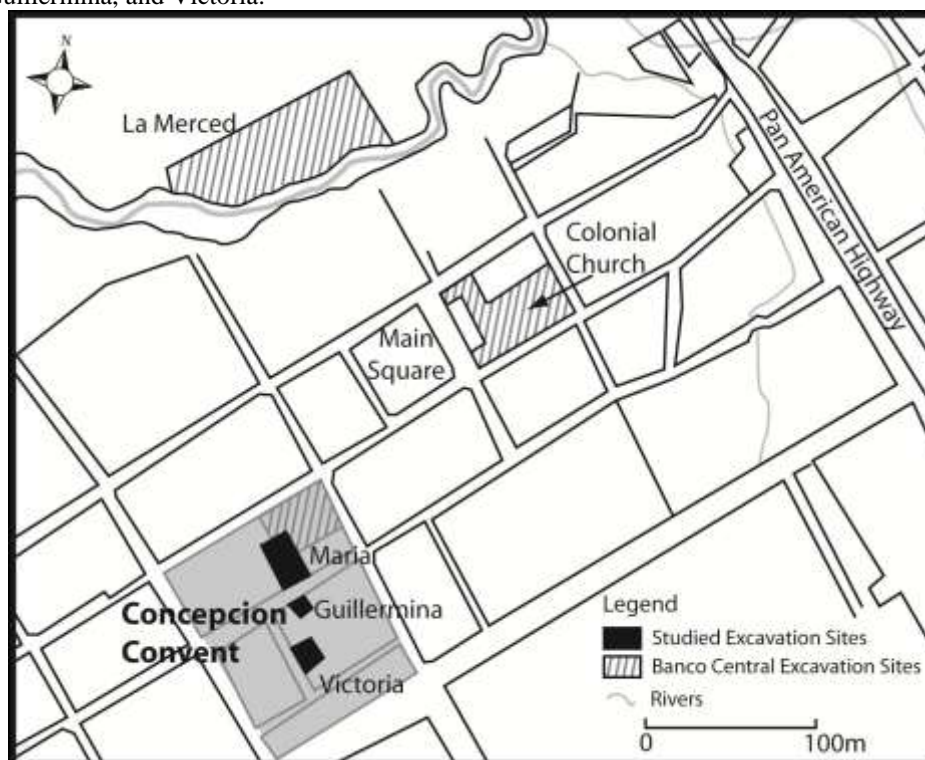 Guillermina, and Victoria.
N
La Merced
Pan American Highway
Colonial
Church
Main
Square
Maria
Concepcion
Guillermina
Convent
Victoria
Legend
Studied Excavation Sites
Banco Central Excavation Sites
Rivers
0 100m